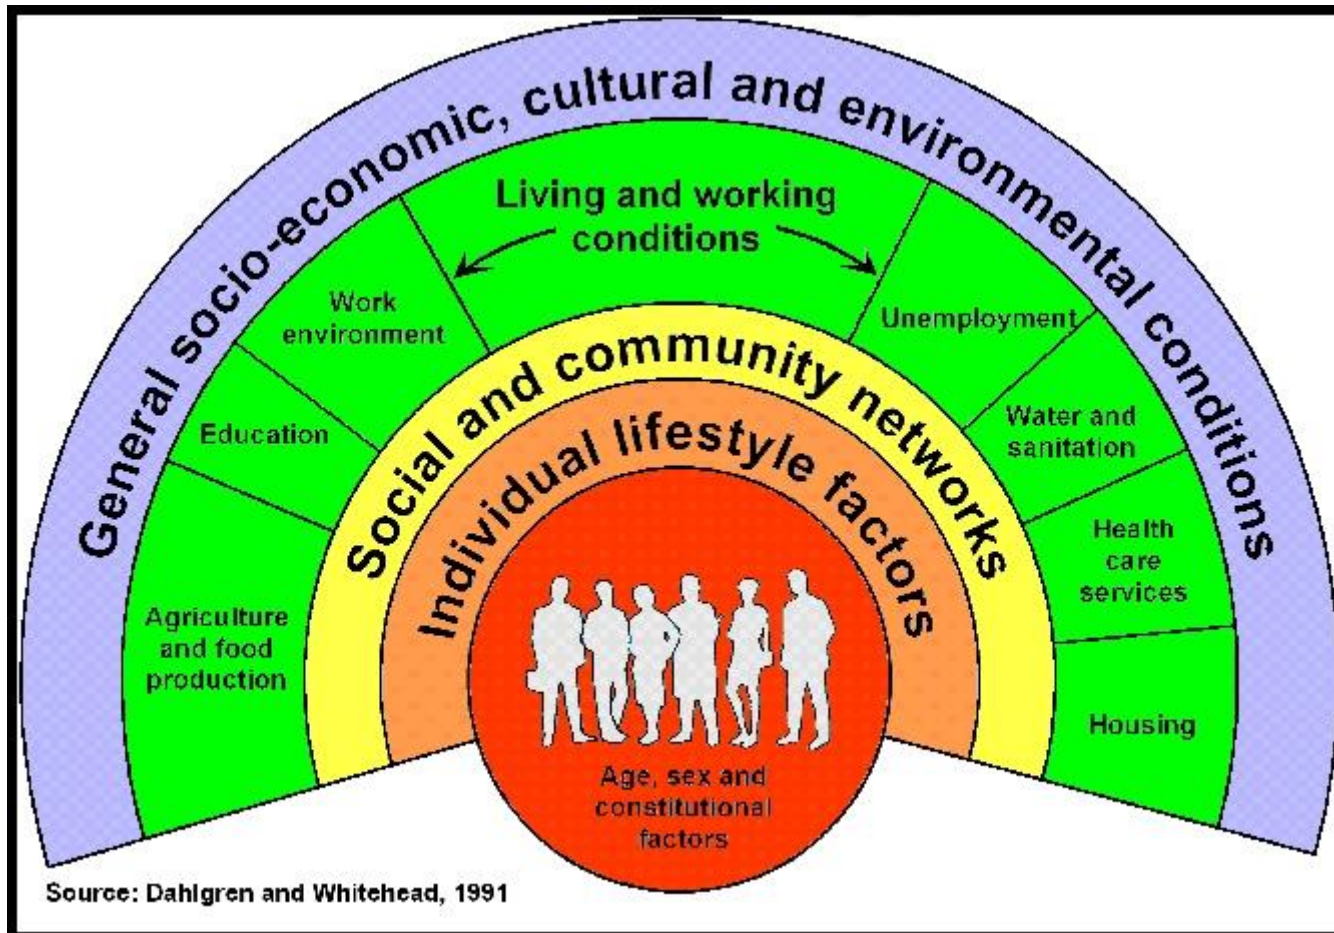 General socio-economic, cultural and environmental conditions
Living and working
conditions
Work
environment
Unemployment
Education
Water and
sanitation
Agriculture
and food
production
Health
care
services
Housing
Social and community networks
Individual lifestyle factors
Age, sex and
constitutional
factors
Source: Dahlgren and Whitehead, 1991